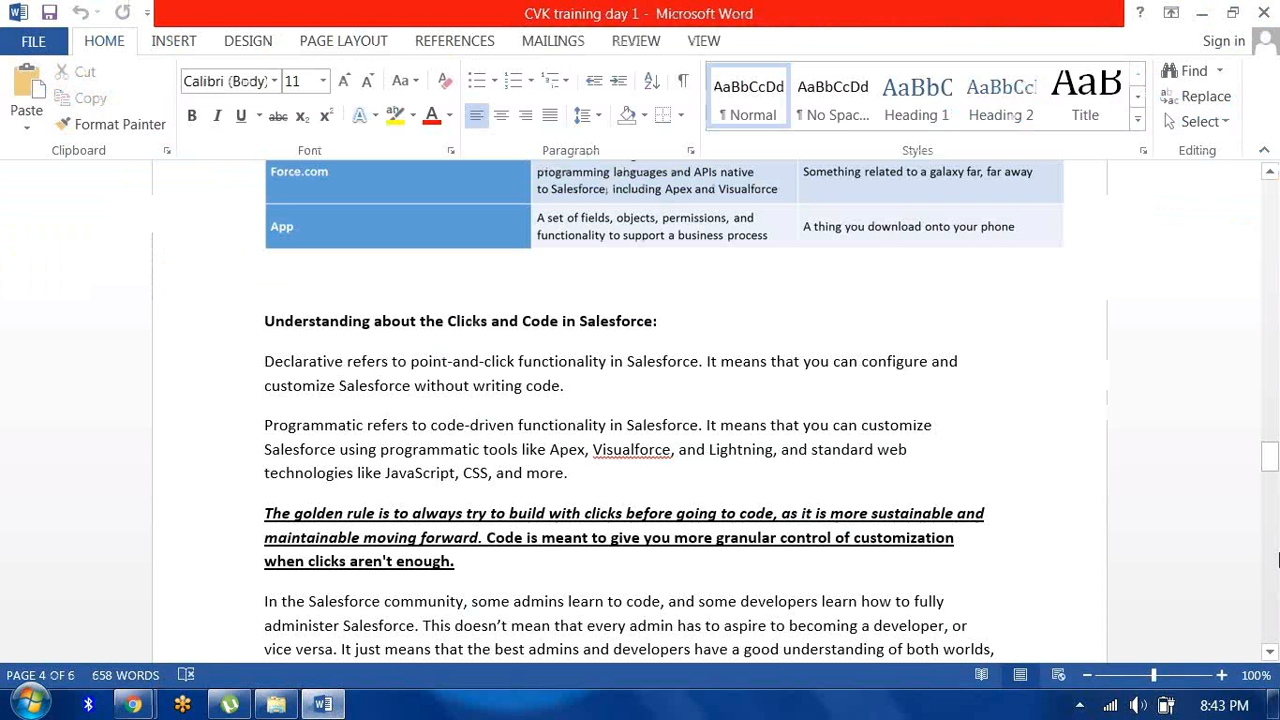 CVK training day 1 - Microsoft Word
FILE HOME INSERT DESIGN PAGE LAYOUT REFERENCES MAILINGS REVIEW VIEW Sign in
Paste Cut Copy Format Painter
Calibri (Body) 11
AaBbCcDd ¶ Normal
AaBbCcDd ¶ No Spac...
AaBbC Heading 1
AaBbCc Heading 2
AaB Title
Find
Replace
Select
Clipboard Font Paragraph Styles Editing
Force.com
programming languages and APIs native
to Salesforce, including Apex and Visualforce
Something related to a galaxy far, far away
App
A set of fields, objects, permissions, and
functionality to support a business process
A thing you download onto your phone
Understanding about the Clicks and Code in Salesforce:
Declarative refers to point-and-click functionality in Salesforce. It means that you can configure and
customize Salesforce without writing code.
Programmatic refers to code-driven functionality in Salesforce. It means that you can customize
Salesforce using programmatic tools like Apex, Visualforce, and Lightning, and standard web
technologies like JavaScript, CSS, and more.
The golden rule is to always try to build with clicks before going to code, as it is more sustainable and
maintainable moving forward. Code is meant to give you more granular control of customization
when clicks aren't enough.
In the Salesforce community, some admins learn to code, and some developers learn how to fully
administer Salesforce. This doesn’t mean that every admin has to aspire to becoming a developer, or
vice versa. It just means that the best admins and developers have a good understanding of both worlds,
PAGE 4 OF 6 658 WORDS 100%
8:43 PM